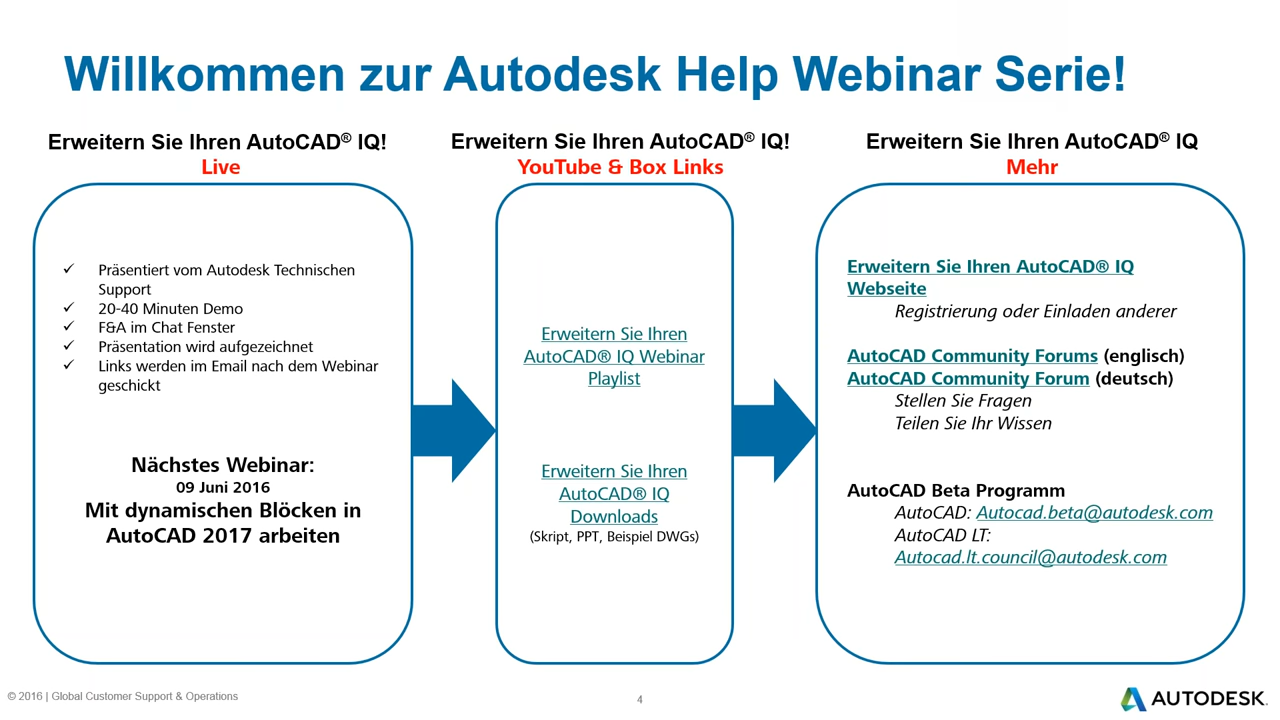 Willkommen zur Autodesk Help Webinar Serie!
Erweitern Sie Ihren AutoCAD® IQ!
Live
Präsentiert vom Autodesk Technischen
Support
20-40 Minuten Demo
F&A im Chat Fenster
Präsentation wird aufgezeichnet
Links werden im Email nach dem Webinar
geschickt
Nächstes Webinar:
09 Juni 2016
Mit dynamischen Blöcken in
AutoCAD 2017 arbeiten
Erweitern Sie Ihren AutoCAD® IQ!
YouTube & Box Links
Erweitern Sie Ihren
AutoCAD® IQ Webinar
Playlist
Erweitern Sie Ihren
AutoCAD® IQ
Downloads
(Skript, PPT, Beispiel DWGs)
Erweitern Sie Ihren AutoCAD® IQ
Mehr
Erweitern Sie Ihren AutoCAD® IQ
Webseite
Registrierung oder Einladen anderer
AutoCAD Community Forums (englisch)
AutoCAD Community Forum (deutsch)
Stellen Sie Fragen
Teilen Sie Ihr Wissen
AutoCAD Beta Programm
AutoCAD: Autocad.beta@autodesk.com
AutoCAD LT:
Autocad.lt.council@autodesk.com
© 2016 | Global Customer Support & Operations
4
AUTODESK.